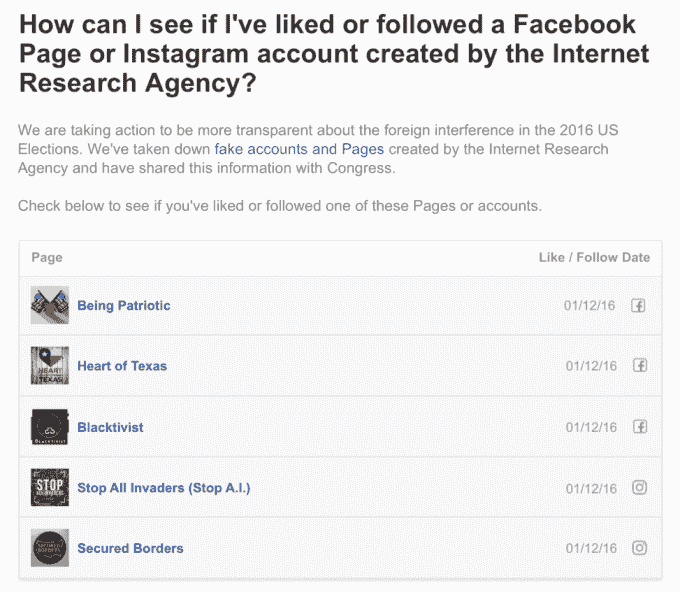 How can I see if I've liked or followed a Facebook
Page or Instagram account created by the Internet
Research Agency?
We are taking action to be more transparent about the foreign interference in the 2016 US
Elections. We've taken down fake accounts and Pages created by the Internet Research
Agency and have shared this information with Congress.
Check below to see if you've liked or followed one of these Pages or accounts.
Page Like / Follow Date
Being Patriotic 01/12/16
HEART
TEXAS
Heart of Texas 01/12/16
BLACKTIVIST
Blacktivist 01/12/16
STOP
Stop All Invaders (Stop A.I.) 01/12/16
SECURED
BORDERS
Secured Borders 01/12/16